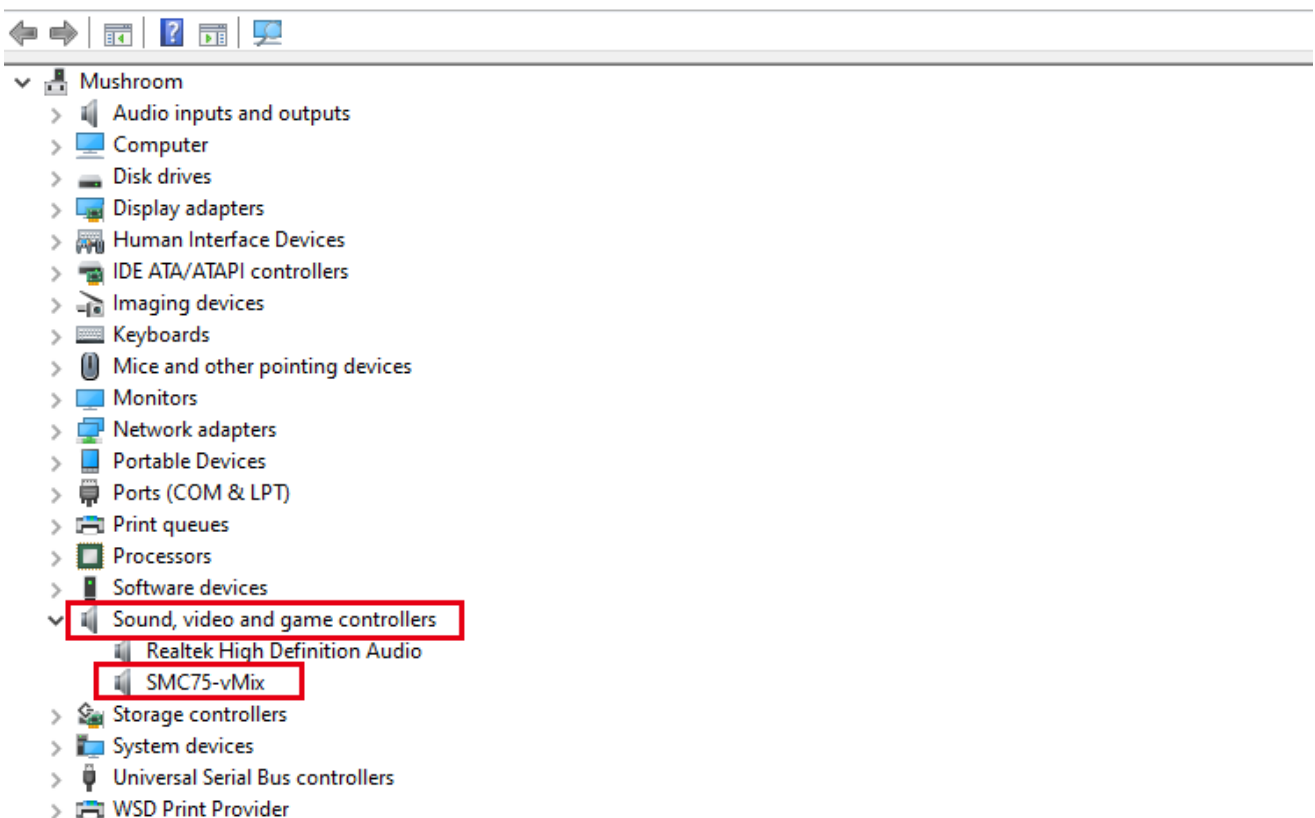 Mushroom
Audio inputs and outputs
Computer
Disk drives
Display adapters
Human Interface Devices
IDE ATA/ATAPI controllers
Imaging devices
Keyboards
Mice and other pointing devices
Monitors
Network adapters
Portable Devices
Ports (COM & LPT)
Print queues
Processors
Software devices
Sound, video and game controllers
Realtek High Definition Audio
SMC75-vMix
Storage controllers
System devices
Universal Serial Bus controllers
WSD Print Provider